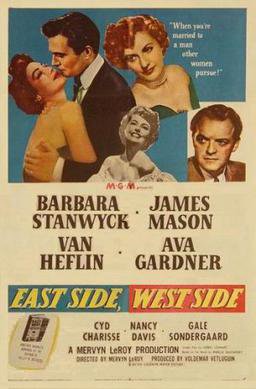 "When you're
married to a
man other
women
pursue!"
M-G-M
presents
BARBARA
STANWYCK
JAMES
MASON
VAN
HEFLIN
AVA
GARDNER
EAST SIDE, WEST SIDE
CYD
CHARISSE
NANCY
DAVIS
GALE
SONDERGAARD
A MERVYN LeROY PRODUCTION
DIRECTED BY MERVYN LeROY PRODUCED BY VOLDEMAR VETLUGUIN